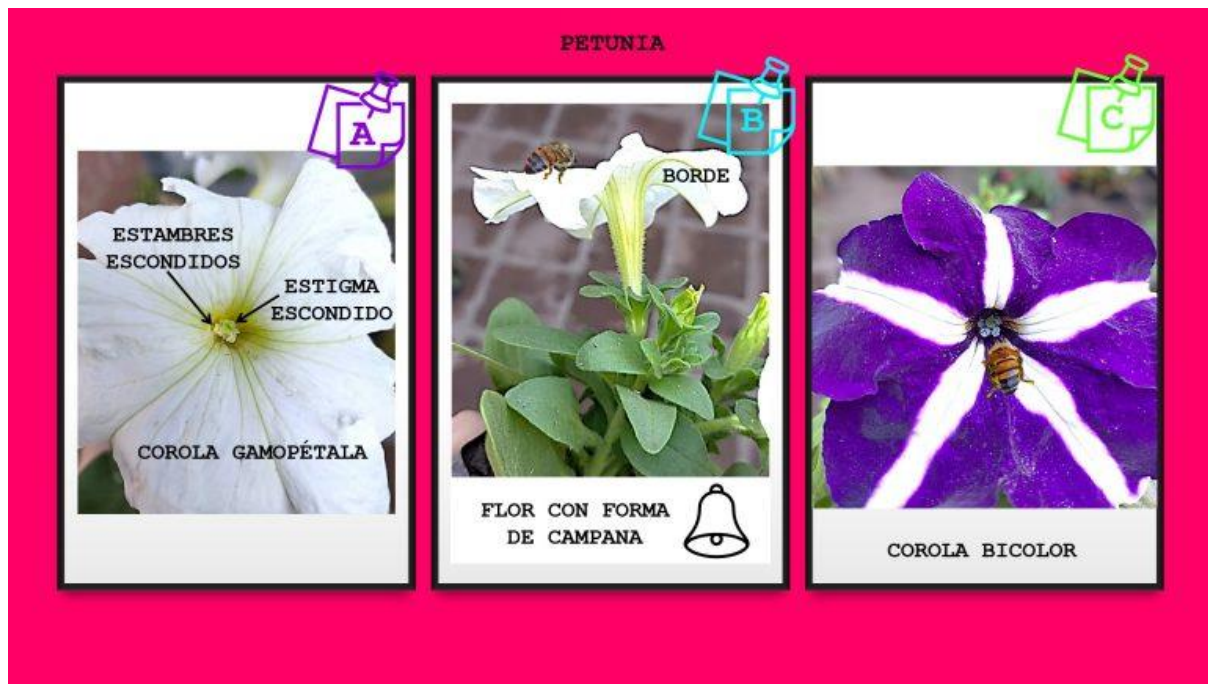 PETUNIA
A
ESTAMBRES
ESCONDIDOS
ESTIGMA
ESCONDIDO
COROLA GAMOPÉTALA
B
BORDE
FLOR CON FORMA
DE CAMPANA
C
COROLA BICOLOR